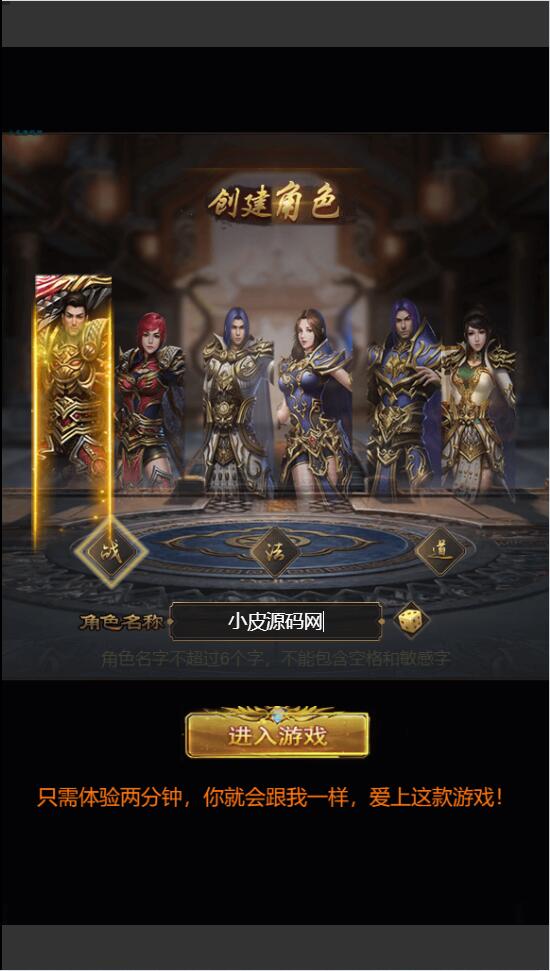 创建角色
战
法
道
角色名称
小皮源码网
角色名字不超过6个字，不能包含空格和敏感字
进入游戏
只需体验两分钟，你就会跟我一样，爱上这款游戏！